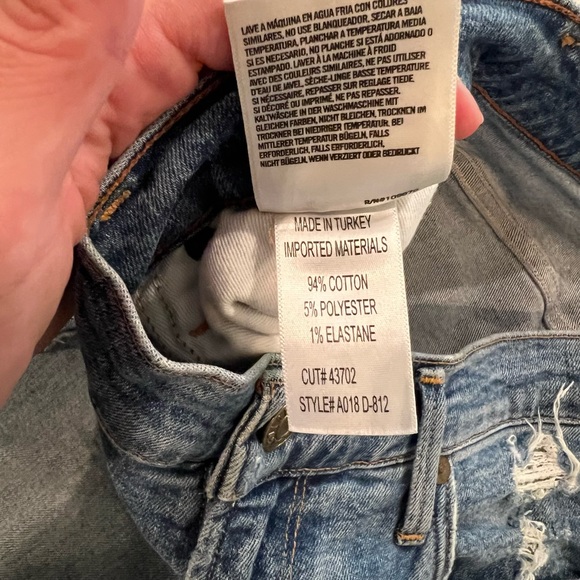 LAVE A MÁQUINA EN AGUA FRIA CON COLORES
SIMILARES, NO USE BLANQUEADOR, SECAR A BAJA
TEMPERATURA, PLANCHAR A TEMPERATURA MEDIA
SI ES NECESARIO, NO PLANCHE SI ESTÁ ADORNADO O
ESTAMPADO. LAVER À LA MACHINE À FROID
AVEC DES COULEURS SIMILAIRES, NE PAS UTILISER
D'EAU DE JAVEL, SÈCHE-LINGE BASSE TEMPÉRATURE
SI NÉCESSAIRE, REPASSER SUR REGLAGE TIEDE,
SI DÉCORÉ OU IMPRIMÉ, NE PAS REPASSER.
KALTWÄSCHE IN DER WASCHMASCHINE MIT
GLEICHEN FARBEN, NICHT BLEICHEN, TROCKNEN IM
BEI NIEDRIGER TEMPERATUR, FALLS
ERFORDERLICH, BEI MITTLERER TEMPERATUR BÜGELN, FALLS
NICHT BÜGELN, WENN VERZIERT ODER BEDRUCKT
MADE IN TURKEY
IMPORTED MATERIALS
94% COTTON
5% POLYESTER
1% ELASTANE
CUT# 43702
STYLE# A018 D-812